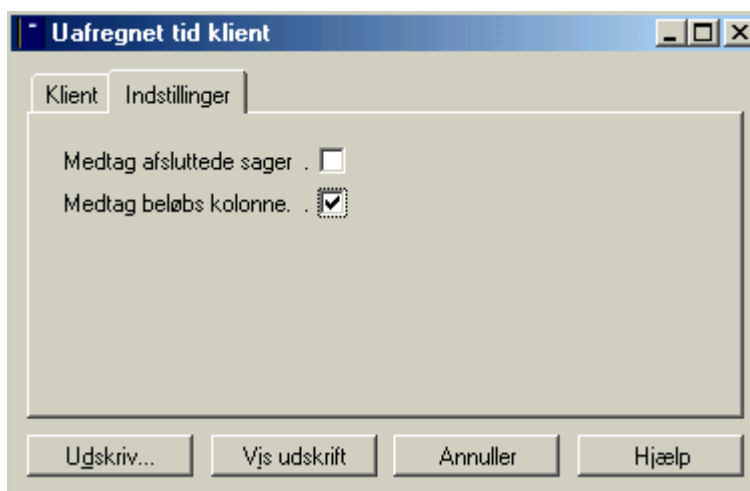 Uafregnet tid klient
Klient Indstillinger
Medtag afsluttede sager .
Medtag beløbs kolonne. .
Udskriv... Vis udskrift Annuller Hjælp